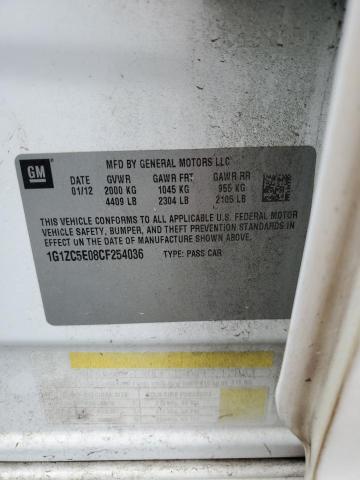 GM
MFD BY GENERAL MOTORS LLC
DATE GVWR GAWR FRT GAWR RR
01/12 2000 KG 1045 KG 955 KG
4409 LB 2304 LB 2105 LB
THIS VEHICLE CONFORMS TO ALL APPLICABLE U.S. FEDERAL MOTOR
VEHICLE SAFETY, BUMPER, AND THEFT PREVENTION STANDARDS IN
EFFECT ON THE DATE OF MANUFACTURE SHOWN ABOVE.
1G1ZC5E08CF254036 TYPE: PASS CAR